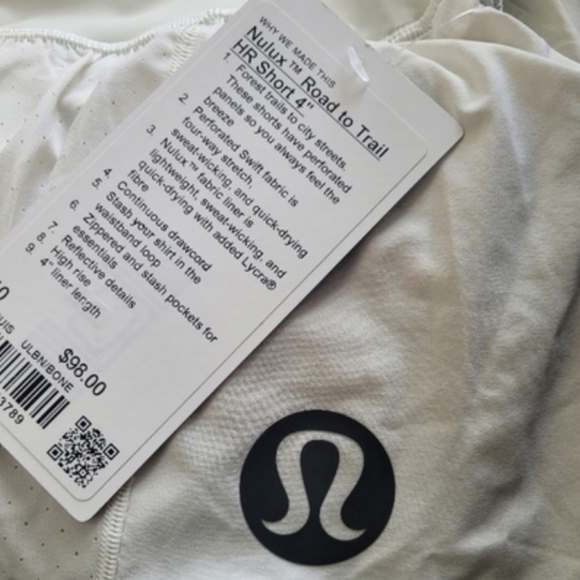 WHY WE MADE THIS
Nulux™ Road to Trail
HR Short 4"
1. Forest trails to city streets.
These shorts have perforated
panels so you always feel the
breeze
2. Perforated Swift fabric is
four-way stretch,
sweat-wicking, and quick-drying
3. Nulux™ fabric liner is
lightweight, sweat-wicking, and
quick-drying with added Lycra®
fibre
4. Continuous drawcord
5. Stash your shirt in the
waistband loop
6. Zippered and stash pockets for
essentials
7. Reflective details
8. High rise
9. 4" liner length
$98.00
ULBN/BONE
3789